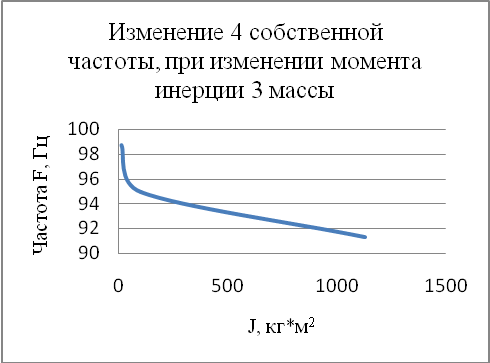 Изменение 4 собственной
частоты, при изменении момента
инерции 3 массы
Частота F, Гц
100
98
96
94
92
90
0 500 1000 1500
J, кг*м²